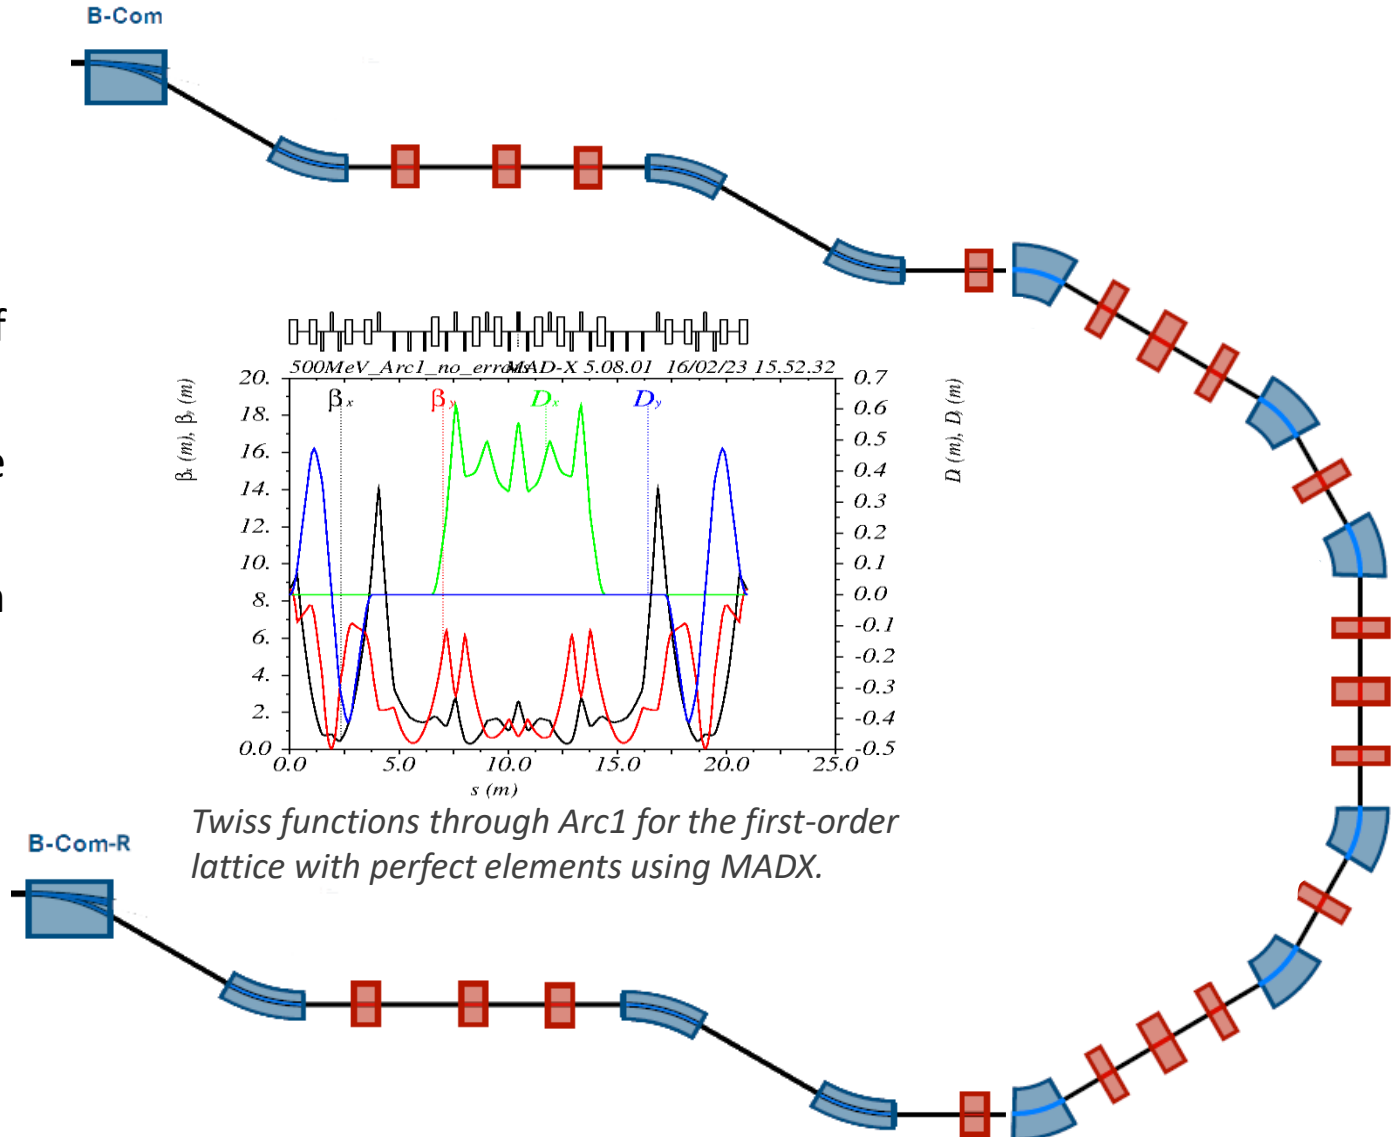 B-Com
f
e
n
500MeV_Arc1_no_errors MAD-X 5.08.01 16/02/23 15.52.32
βx βy Dx Dy
βx (m), βy (m)
20.
18.
16.
14.
12.
10.
8.
6.
4.
2.
0.0
0.7
0.6
0.5
0.4
0.3
0.2
0.1
0.0
-0.1
-0.2
-0.3
-0.4
-0.5
Dx (m), Dy (m)
0.0 5.0 10.0 15.0 20.0 25.0
s (m)
Twiss functions through Arc1 for the first-order
lattice with perfect elements using MADX.
B-Com-R